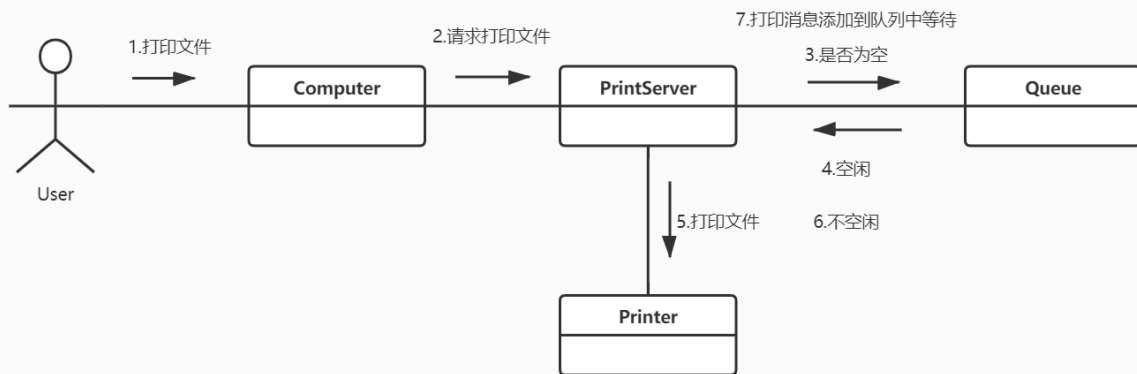 7.打印消息添加到队列中等待
1.打印文件
2.请求打印文件
3.是否为空
Computer
PrintServer
Queue
4.空闲
User
5.打印文件
6.不空闲
Printer